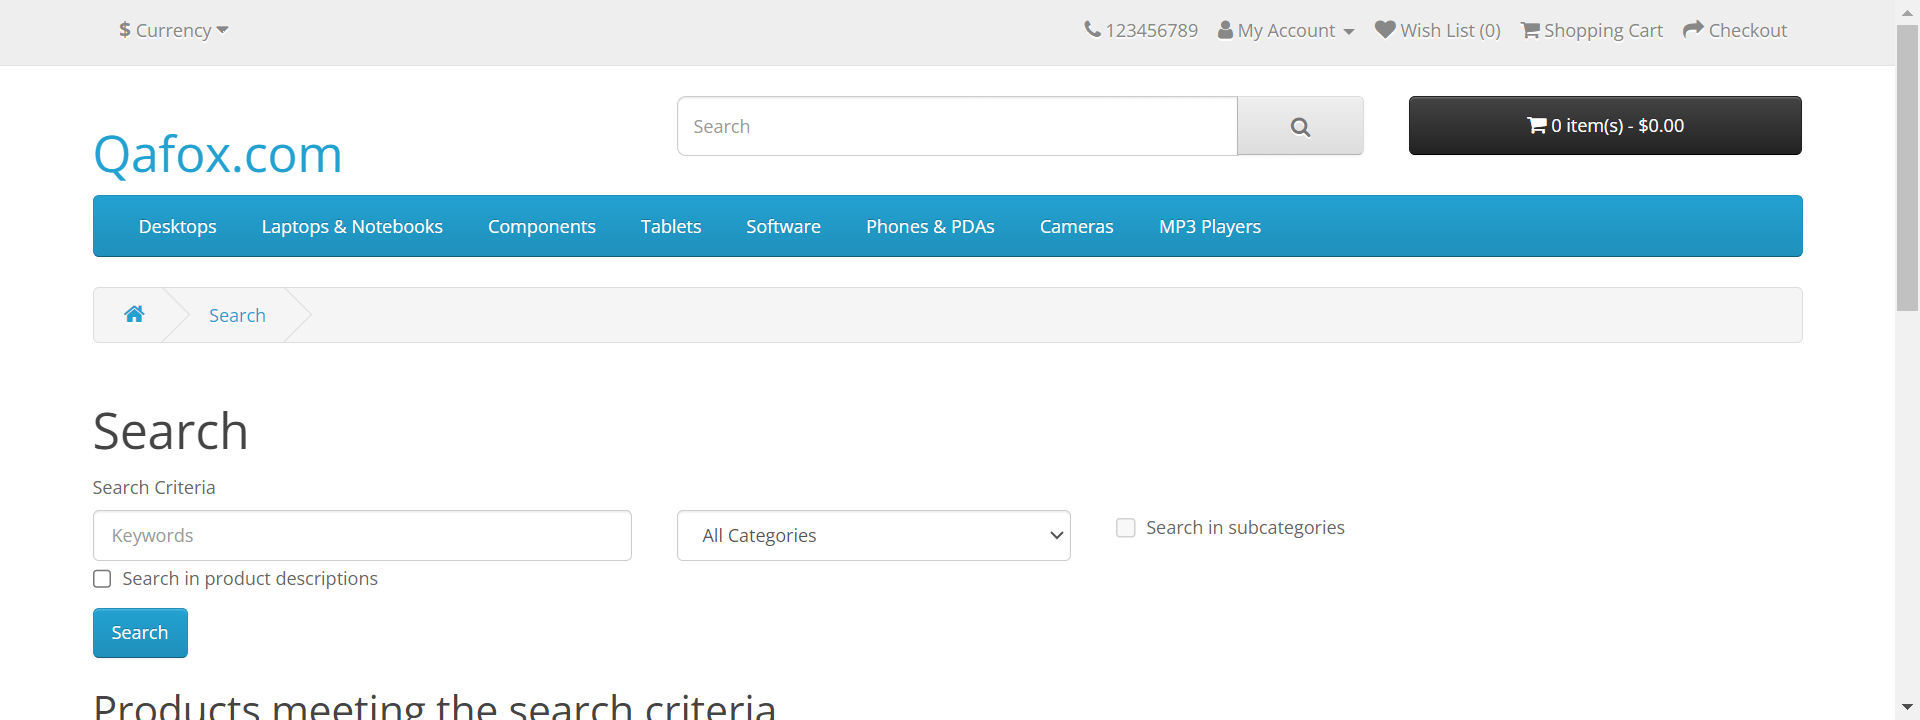 $ Currency
123456789 My Account Wish List (0) Shopping Cart Checkout
Search
0 item(s) - $0.00
Qafox.com
Desktops Laptops & Notebooks Components Tablets Software Phones & PDAs Cameras MP3 Players
Search
Search
Search Criteria
Keywords
All Categories
Search in subcategories
Search in product descriptions
Search
Products meeting the search criteria